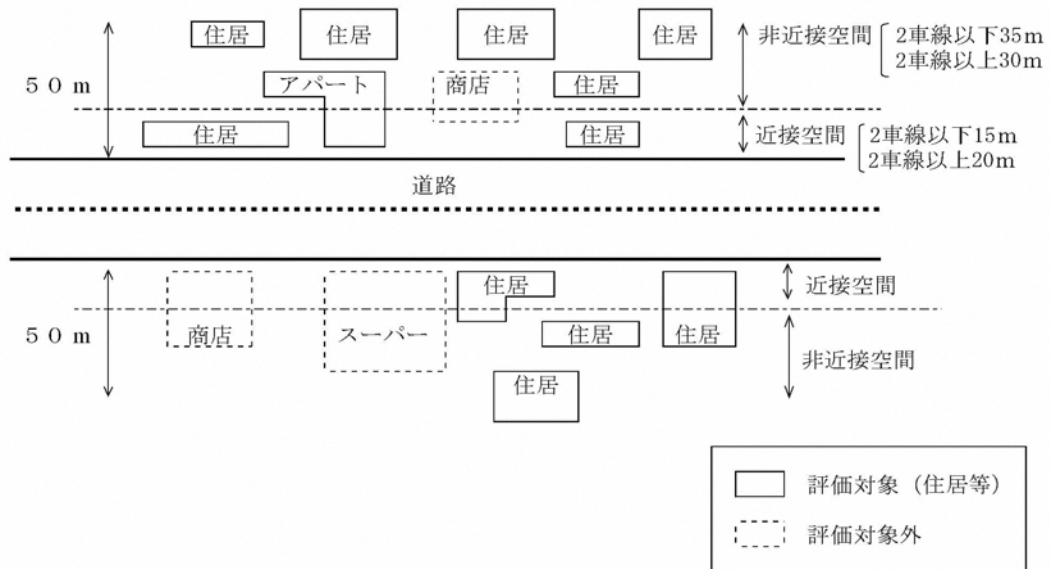 住居
住居
住居
住居
非近接空間
2車線以下35m
2車線以上30m
50m
アパート
商店
住居
住居
住居
近接空間
2車線以下15m
2車線以上20m
道路
住居
近接空間
50m
商店
スーパー
住居
住居
非近接空間
住居
評価対象(住居等)
評価対象外